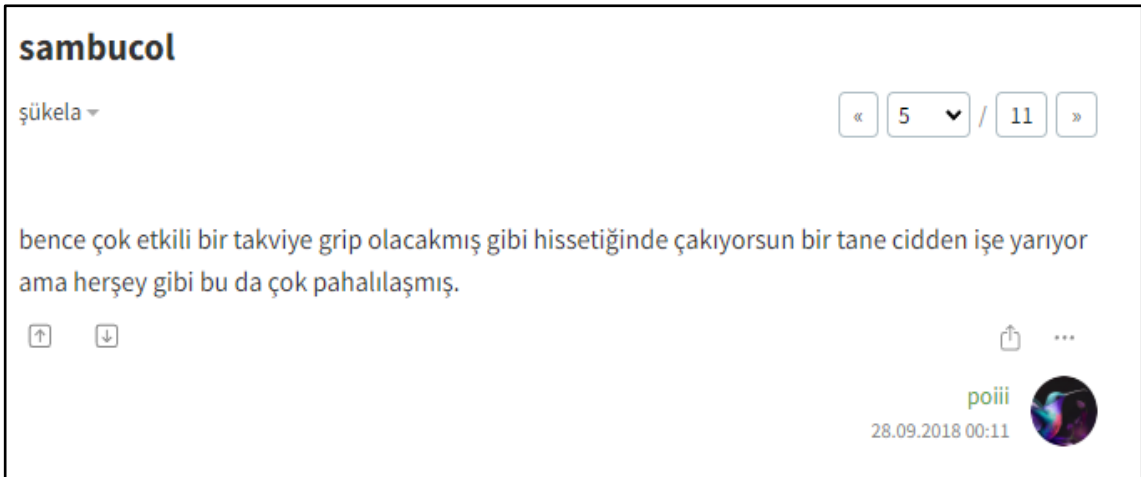 sambucol
şükela
« 5 / 11 »
bence çok etkili bir takviye grip olacakmış gibi hissetiğinde çakıyorsun bir tane cidden işe yarıyor
ama herşey gibi bu da çok pahalılaşmış.
poiii
28.09.2018 00:11